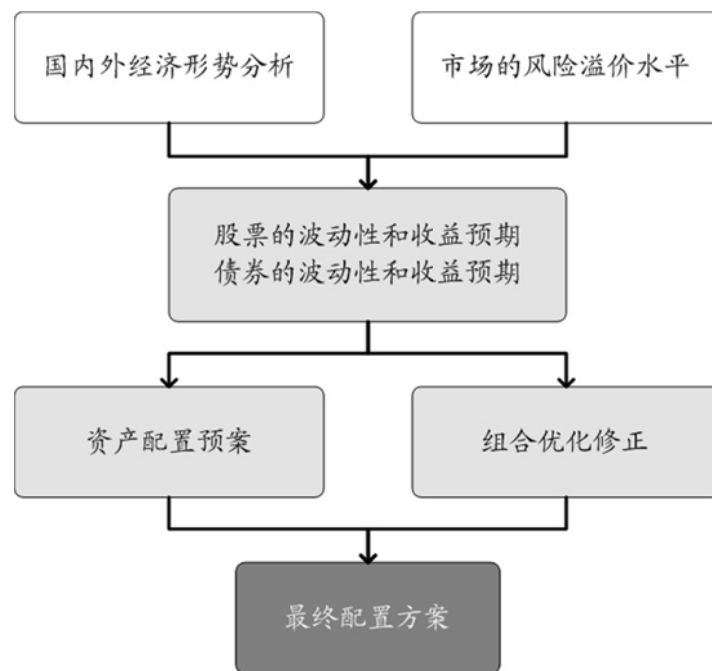 国内外经济形势分析
市场的风险溢价水平
股票的波动性和收益预期
债券的波动性和收益预期
资产配置预案
组合优化修正
最终配置方案